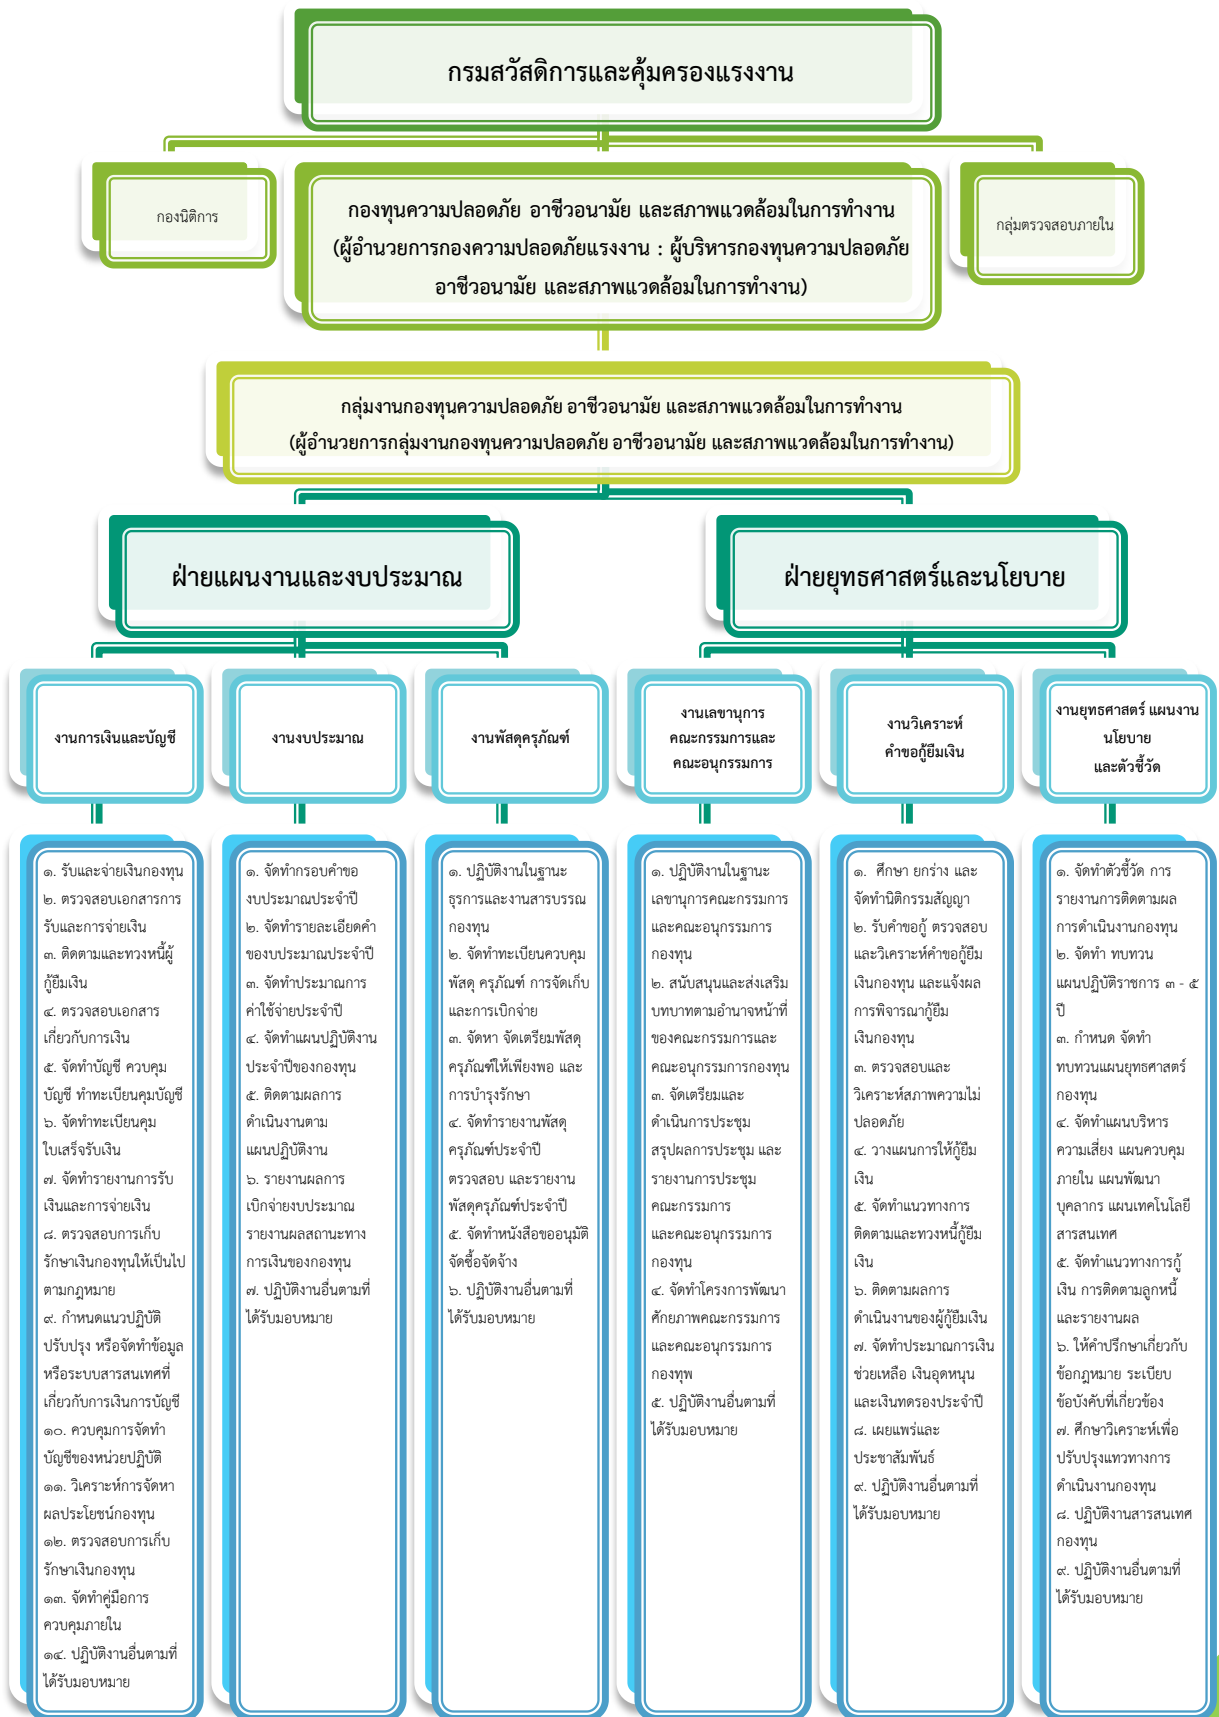 กรมสวัสดิการและคุ้มครองแรงงาน
กองนิติการ
กองทุนความปลอดภัย อาชีวอนามัย และสภาพแวดล้อมในการทำงาน
(ผู้อำนวยการกองความปลอดภัยแรงงาน : ผู้บริหารกองทุนความปลอดภัย
อาชีวอนามัย และสภาพแวดล้อมในการทำงาน)
กลุ่มตรวจสอบภายใน
กลุ่มงานกองทุนความปลอดภัย อาชีวอนามัย และสภาพแวดล้อมในการทำงาน
(ผู้อำนวยการกลุ่มงานกองทุนความปลอดภัย อาชีวอนามัย และสภาพแวดล้อมในการทำงาน)
ฝ่ายแผนงานและงบประมาณ
ฝ่ายยุทธศาสตร์และนโยบาย
งานการเงินและบัญชี
งานงบประมาณ
งานพัสดุครุภัณฑ์
งานเลขานุการ
คณะกรรมการและ
คณะอนุกรรมการ
งานวิเคราะห์
คำขอกู้ยืมเงิน
งานยุทธศาสตร์ แผนงาน
นโยบาย
และตัวชี้วัด
๑. รับและจ่ายเงินกองทุน
๒. ตรวจสอบเอกสารการ
รับและการจ่ายเงิน
๓. ติดตามและทวงหนี้ผู้
กู้ยืมเงิน
๔. ตรวจสอบเอกสาร
เกี่ยวกับการเงิน
๕. จัดทำบัญชี ควบคุม
บัญชี ทำทะเบียนคุมบัญชี
๖. จัดทำทะเบียนคุม
ใบเสร็จรับเงิน
๗. จัดทำรายงานการรับ
เงินและการจ่ายเงิน
๘. ตรวจสอบการเก็บ
รักษาเงินกองทุนให้เป็นไป
ตามกฎหมาย
๙. กำหนดแนวปฏิบัติ
ปรับปรุง หรือจัดทำข้อมูล
หรือระบบสารสนเทศที่
เกี่ยวกับการเงินการบัญชี
๑๐. ควบคุมการจัดทำ
บัญชีของหน่วยปฏิบัติ
๑๑. วิเคราะห์การจัดหา
ผลประโยชน์กองทุน
๑๒. ตรวจสอบการเก็บ
รักษาเงินกองทุน
๑๓. จัดทำคู่มือการ
ควบคุมภายใน
๑๔. ปฏิบัติงานอื่นตามที่
ได้รับมอบหมาย
๑. จัดทำกรอบคำขอ
งบประมาณประจำปี
๒. จัดทำรายละเอียดคำ
ของบประมาณประจำปี
๓. จัดทำประมาณการ
ค่าใช้จ่ายประจำปี
๔. จัดทำแผนปฏิบัติงาน
ประจำปีของกองทุน
๕. ติดตามผลการ
ดำเนินงานตาม
แผนปฏิบัติงาน
๖. รายงานผลการ
เบิกจ่ายงบประมาณ
รายงานผลสถานะทาง
การเงินของกองทุน
๗. ปฏิบัติงานอื่นตามที่
ได้รับมอบหมาย
๑. ปฏิบัติงานในฐานะ
ธุรการและงานสารบรรณ
กองทุน
๒. จัดทำทะเบียนควบคุม
พัสดุ ครุภัณฑ์ การจัดเก็บ
และการเบิกจ่าย
๓. จัดหา จัดเตรียมพัสดุ
ครุภัณฑ์ให้เพียงพอ และ
การบำรุงรักษา
๔. จัดทำรายงานพัสดุ
ครุภัณฑ์ประจำปี
ตรวจสอบ และรายงาน
พัสดุครุภัณฑ์ประจำปี
๕. จัดทำหนังสือขออนุมัติ
จัดซื้อจัดจ้าง
๖. ปฏิบัติงานอื่นตามที่
ได้รับมอบหมาย
๑. ปฏิบัติงานในฐานะ
เลขานุการคณะกรรมการ
และคณะอนุกรรมการ
กองทุน
๒. สนับสนุนและส่งเสริม
บทบาทตามอำนาจหน้าที่
ของคณะกรรมการและ
คณะอนุกรรมการกองทุน
๓. จัดเตรียมและ
ดำเนินการประชุม
สรุปผลการประชุม และ
รายงานการประชุม
คณะกรรมการ
และคณะอนุกรรมการ
กองทุน
๔. จัดทำโครงการพัฒนา
ศักยภาพคณะกรรมการ
และคณะอนุกรรมการ
กองทุพ
๕. ปฏิบัติงานอื่นตามที่
ได้รับมอบหมาย
๑. ศึกษา ยกร่าง และ
จัดทำนิติกรรมสัญญา
๒. รับคำขอกู้ ตรวจสอบ
และวิเคราะห์คำขอกู้ยืม
เงินกองทุน และแจ้งผล
การพิจารณากู้ยืม
เงินกองทุน
๓. ตรวจสอบและ
วิเคราะห์สภาพความไม่
ปลอดภัย
๔. วางแผนการให้กู้ยืม
เงิน
๕. จัดทำแนวทางการ
ติดตามและทวงหนี้กู้ยืม
เงิน
๖. ติดตามผลการ
ดำเนินงานของผู้กู้ยืมเงิน
๗. จัดทำประมาณการเงิน
ช่วยเหลือ เงินอุดหนุน
และเงินทดรองประจำปี
๘. เผยแพร่และ
ประชาสัมพันธ์
๙. ปฏิบัติงานอื่นตามที่
ได้รับมอบหมาย
๑. จัดทำตัวชี้วัด การ
รายงานการติดตามผล
การดำเนินงานกองทุน
๒. จัดทำ ทบทวน
แผนปฏิบัติราชการ ๓ - ๕
ปี
๓. กำหนด จัดทำ
ทบทวนแผนยุทธศาสตร์
กองทุน
๔. จัดทำแผนบริหาร
ความเสี่ยง แผนควบคุม
ภายใน แผนพัฒนา
บุคลากร แผนเทคโนโลยี
สารสนเทศ
๕. จัดทำแนวทางการกู้
เงิน การติดตามลูกหนี้
และรายงานผล
๖. ให้คำปรึกษาเกี่ยวกับ
ข้อกฎหมาย ระเบียบ
ข้อบังคับที่เกี่ยวข้อง
๗. ศึกษาวิเคราะห์เพื่อ
ปรับปรุงแทวทางการ
ดำเนินงานกองทุน
๘. ปฏิบัติงานสารสนเทศ
กองทุน
๙. ปฏิบัติงานอื่นตามที่
ได้รับมอบหมาย